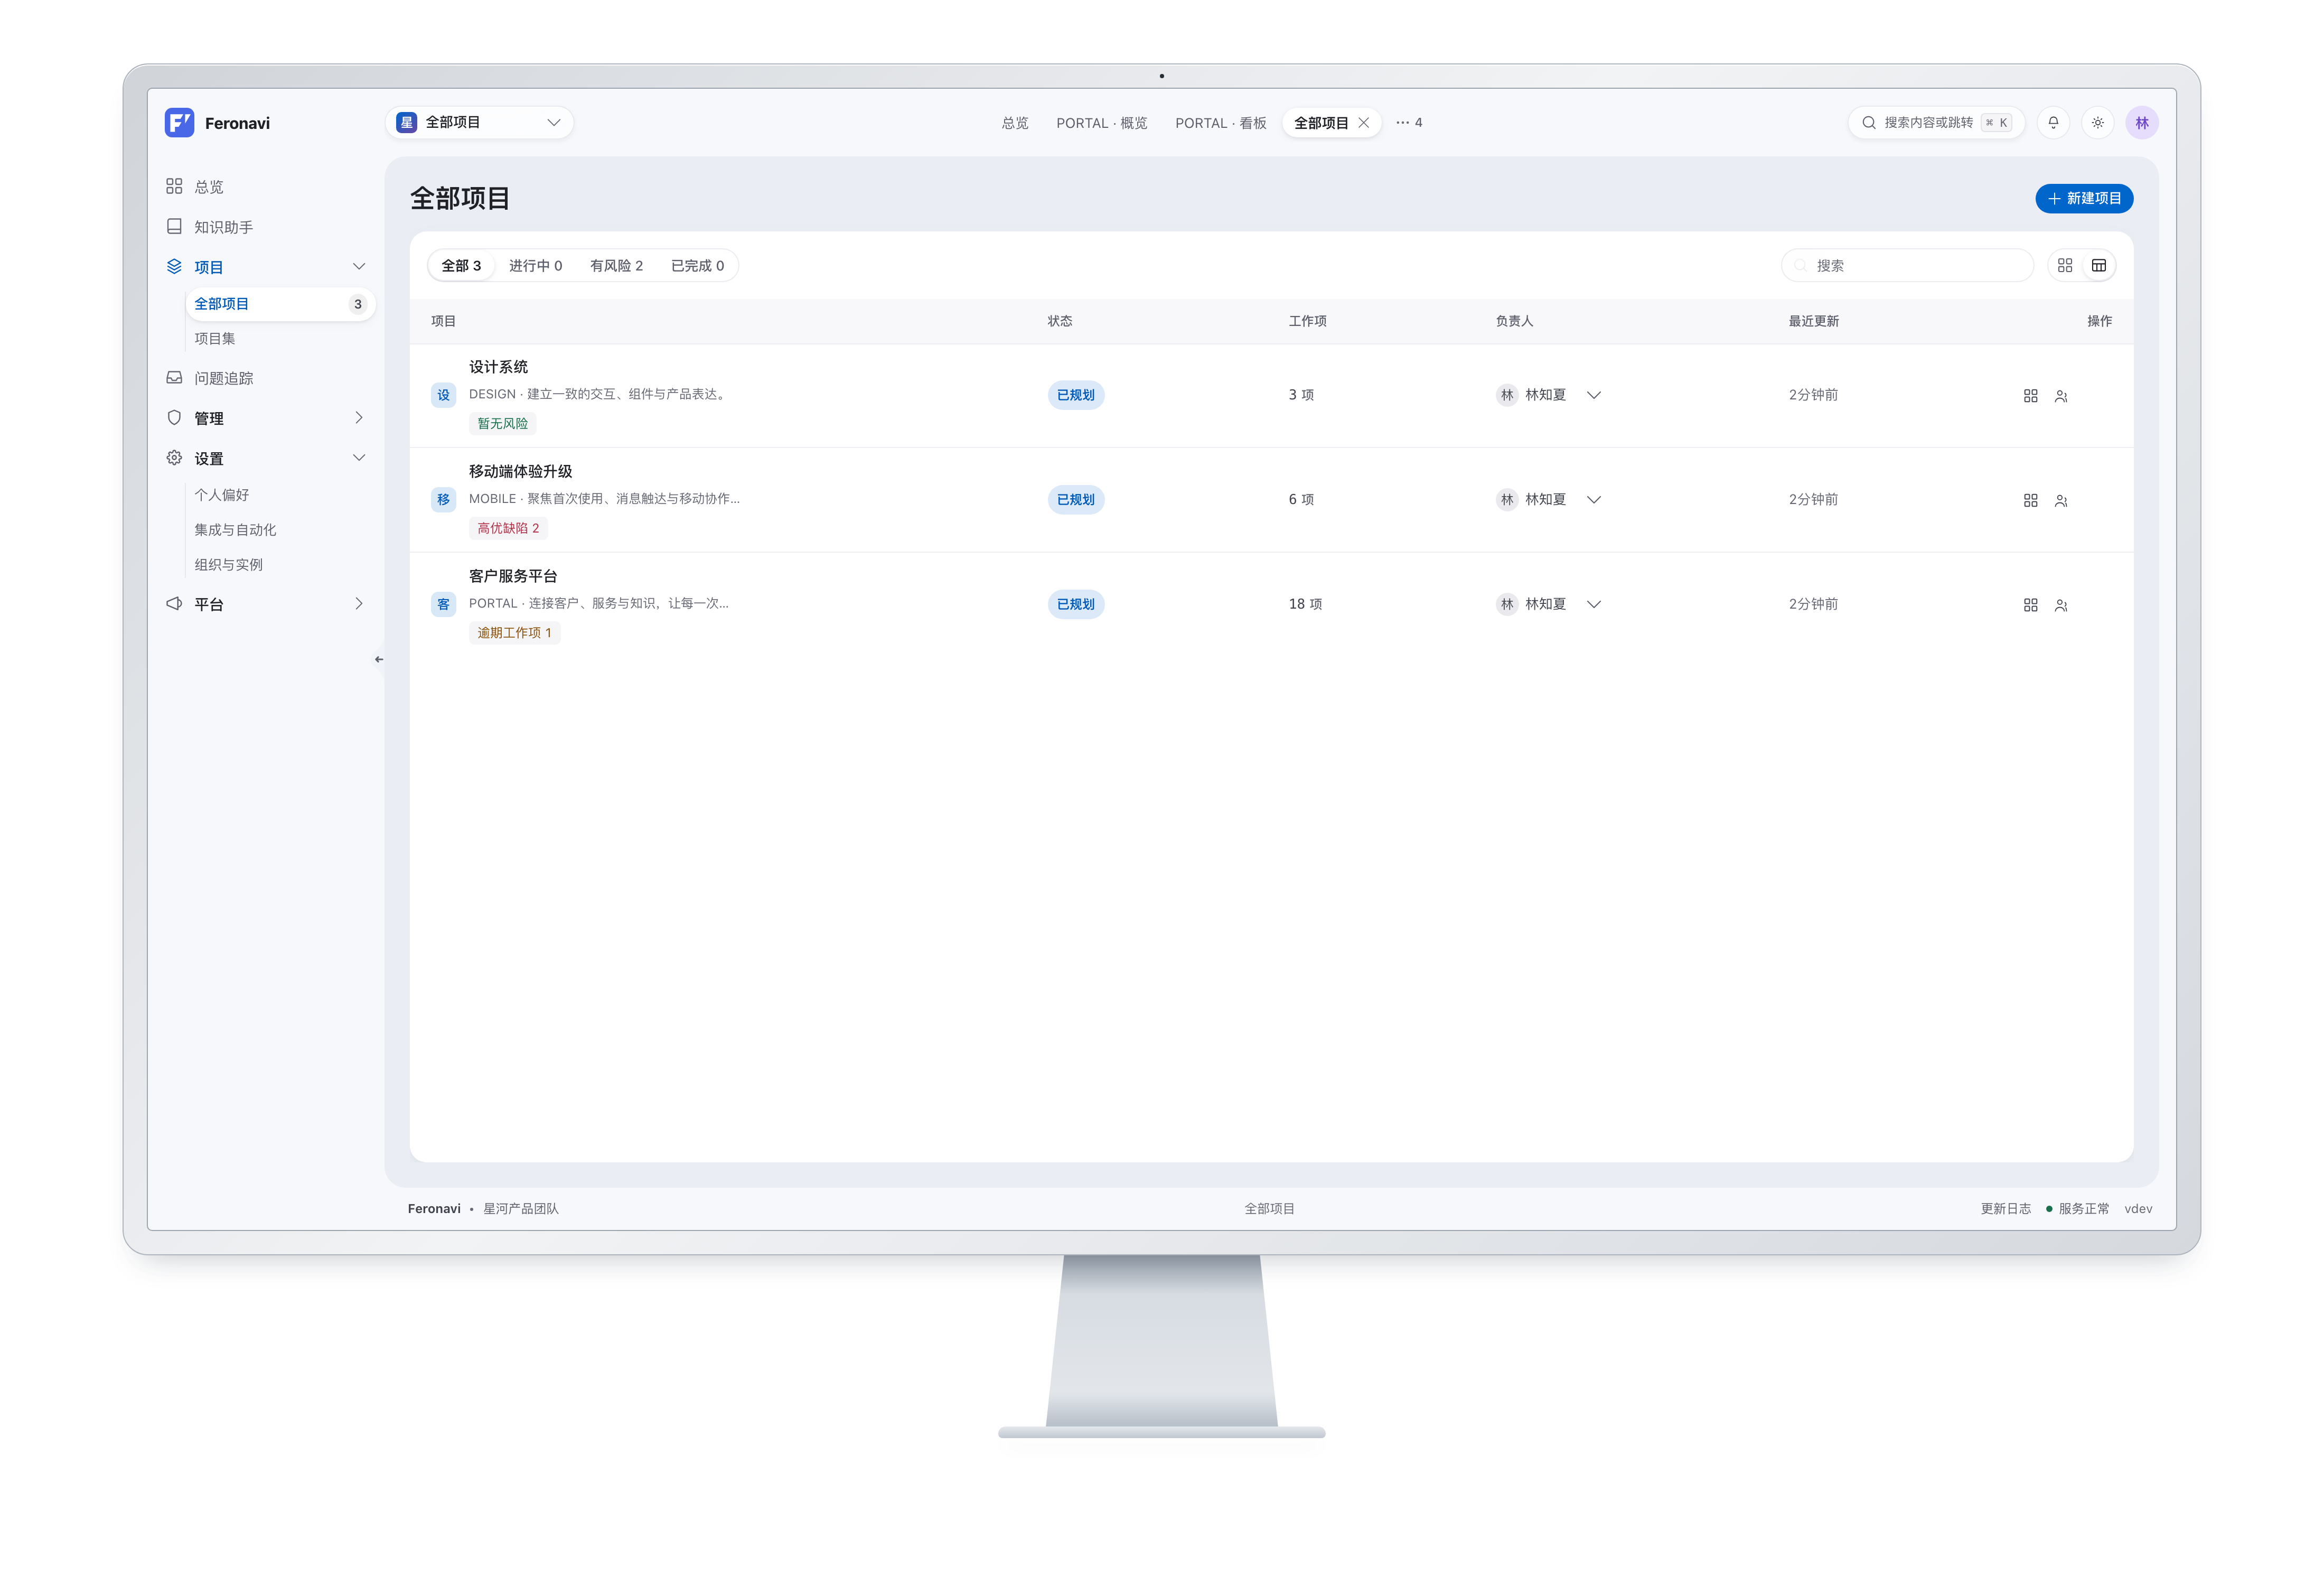 Feronavi
星 全部项目
总览 PORTAL · 概览 PORTAL · 看板 全部项目 ··· 4
搜索内容或跳转 ⌘ K
林
总览
知识助手
项目
全部项目 3
项目集
问题追踪
管理
设置
个人偏好
集成与自动化
组织与实例
平台
全部项目
新建项目
全部 3 进行中 0 有风险 2 已完成 0
搜索
项目 状态 工作项 负责人 最近更新 操作
设计系统
设 DESIGN · 建立一致的交互、组件与产品表达。 已规划 3 项 林 林知夏 2分钟前
暂无风险
移动端体验升级
移 MOBILE · 聚焦首次使用、消息触达与移动协作... 已规划 6 项 林 林知夏 2分钟前
高优缺陷 2
客户服务平台
客 PORTAL · 连接客户、服务与知识，让每一次... 已规划 18 项 林 林知夏 2分钟前
逾期工作项 1
Feronavi • 星河产品团队 全部项目 更新日志 服务正常 vdev